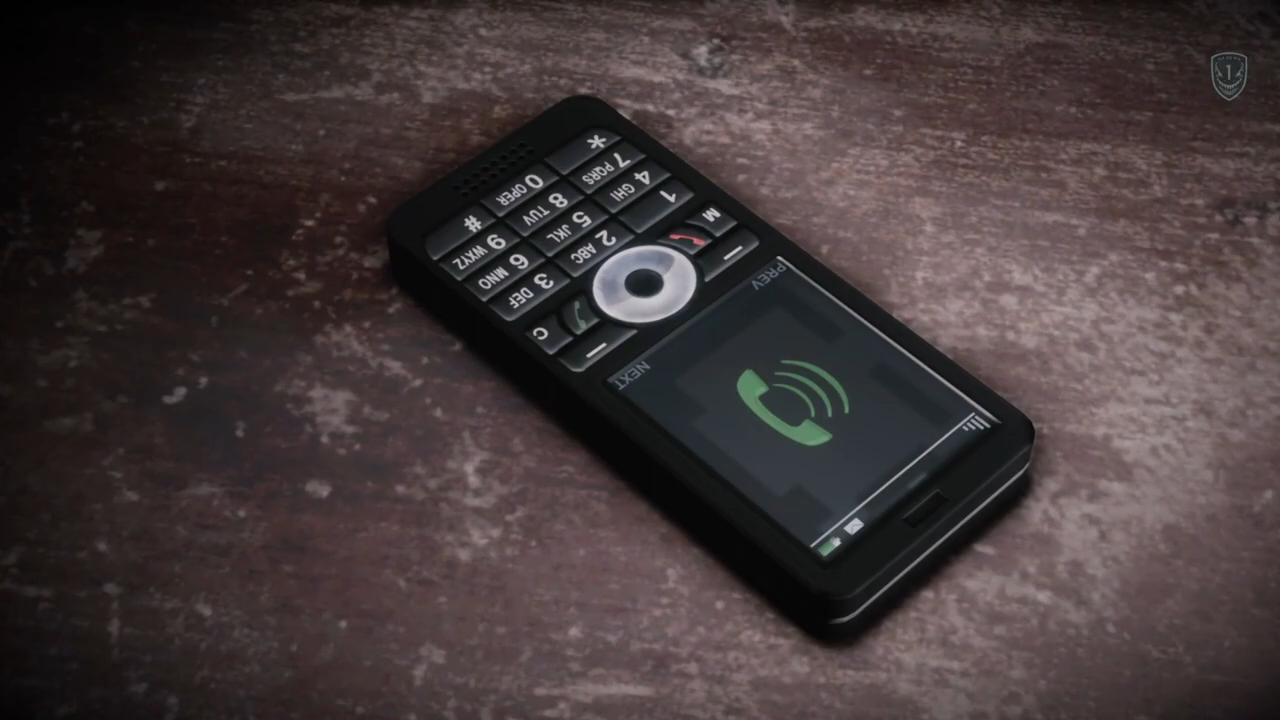 PREV NEXT
M C
1 2 ABC 3 DEF
4 GHI 5 JKL 6 MNO
7 PQRS 8 TUV 9 WXYZ
* 0 OPER #
1